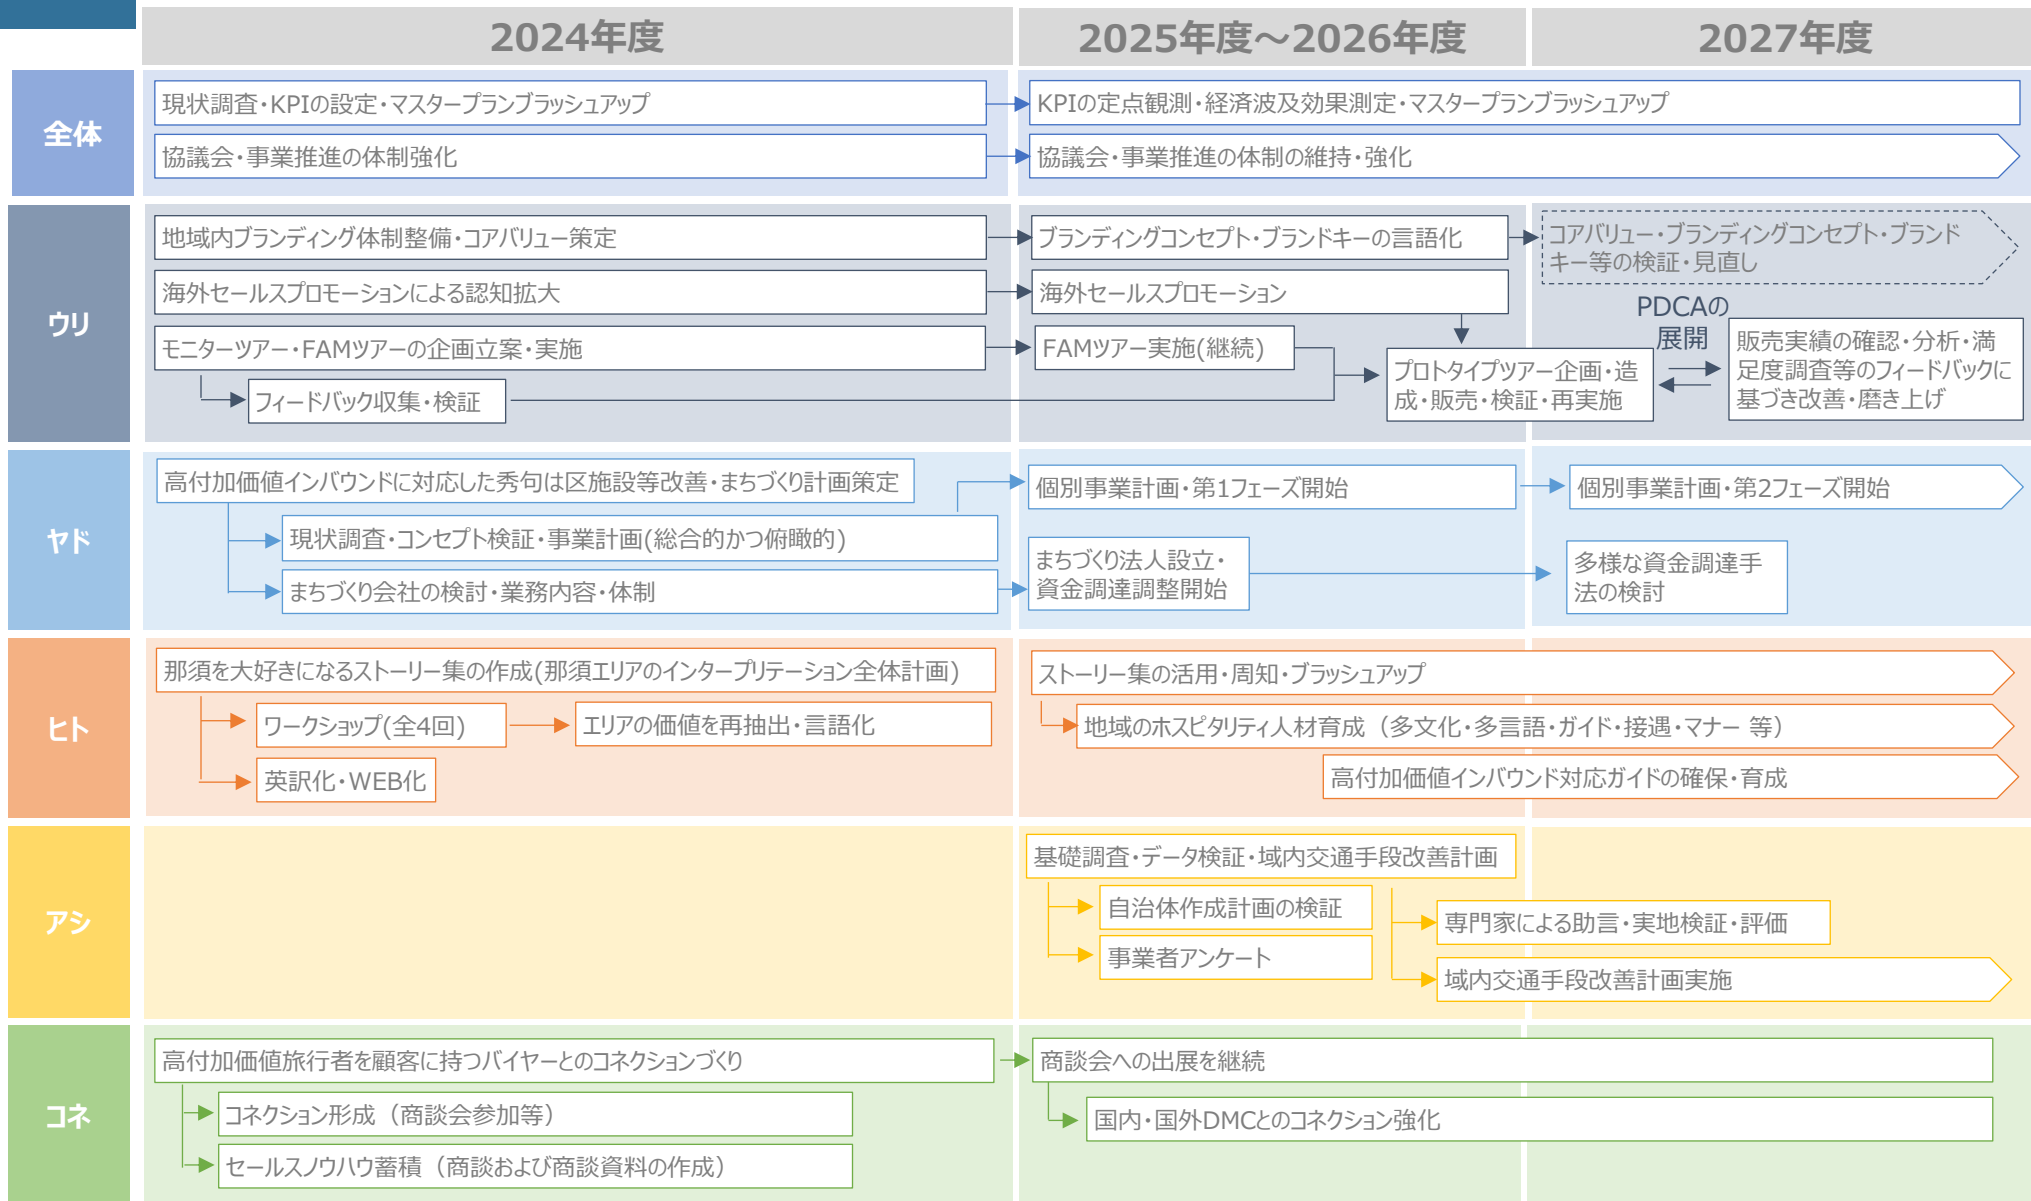 2024年度
2025年度～2026年度
2027年度
全体
現状調査・KPIの設定・マスタープランブラッシュアップ
KPIの定点観測・経済波及効果測定・マスタープランブラッシュアップ
協議会・事業推進の体制強化
協議会・事業推進の体制の維持・強化
ウリ
地域内ブランディング体制整備・コアバリュー策定
ブランディングコンセプト・ブランドキーの言語化
コアバリュー・ブランディングコンセプト・ブランド
キー等の検証・見直し
海外セールスプロモーションによる認知拡大
海外セールスプロモーション
モニターツアー・FAMツアーの企画立案・実施
FAMツアー実施(継続)
フィードバック収集・検証
プロトタイプツアー企画・造
成・販売・検証・再実施
PDCAの
展開
販売実績の確認・分析・満
足度調査等のフィードバックに
基づき改善・磨き上げ
ヤド
高付加価値インバウンドに対応した秀句は区施設等改善・まちづくり計画策定
個別事業計画・第1フェーズ開始
個別事業計画・第2フェーズ開始
現状調査・コンセプト検証・事業計画(総合的かつ俯瞰的)
まちづくり会社の検討・業務内容・体制
まちづくり法人設立・
資金調達調整開始
多様な資金調達手
法の検討
ヒト
那須を大好きになるストーリー集の作成(那須エリアのインタープリテーション全体計画)
ストーリー集の活用・周知・ブラッシュアップ
ワークショップ(全4回)
エリアの価値を再抽出・言語化
地域のホスピタリティ人材育成（多文化・多言語・ガイド・接遇・マナー 等）
英訳化・WEB化
高付加価値インバウンド対応ガイドの確保・育成
アシ
基礎調査・データ検証・域内交通手段改善計画
自治体作成計画の検証
専門家による助言・実地検証・評価
事業者アンケート
域内交通手段改善計画実施
コネ
高付加価値旅行者を顧客に持つバイヤーとのコネクションづくり
商談会への出展を継続
コネクション形成（商談会参加等）
国内・国外DMCとのコネクション強化
セールスノウハウ蓄積（商談および商談資料の作成）